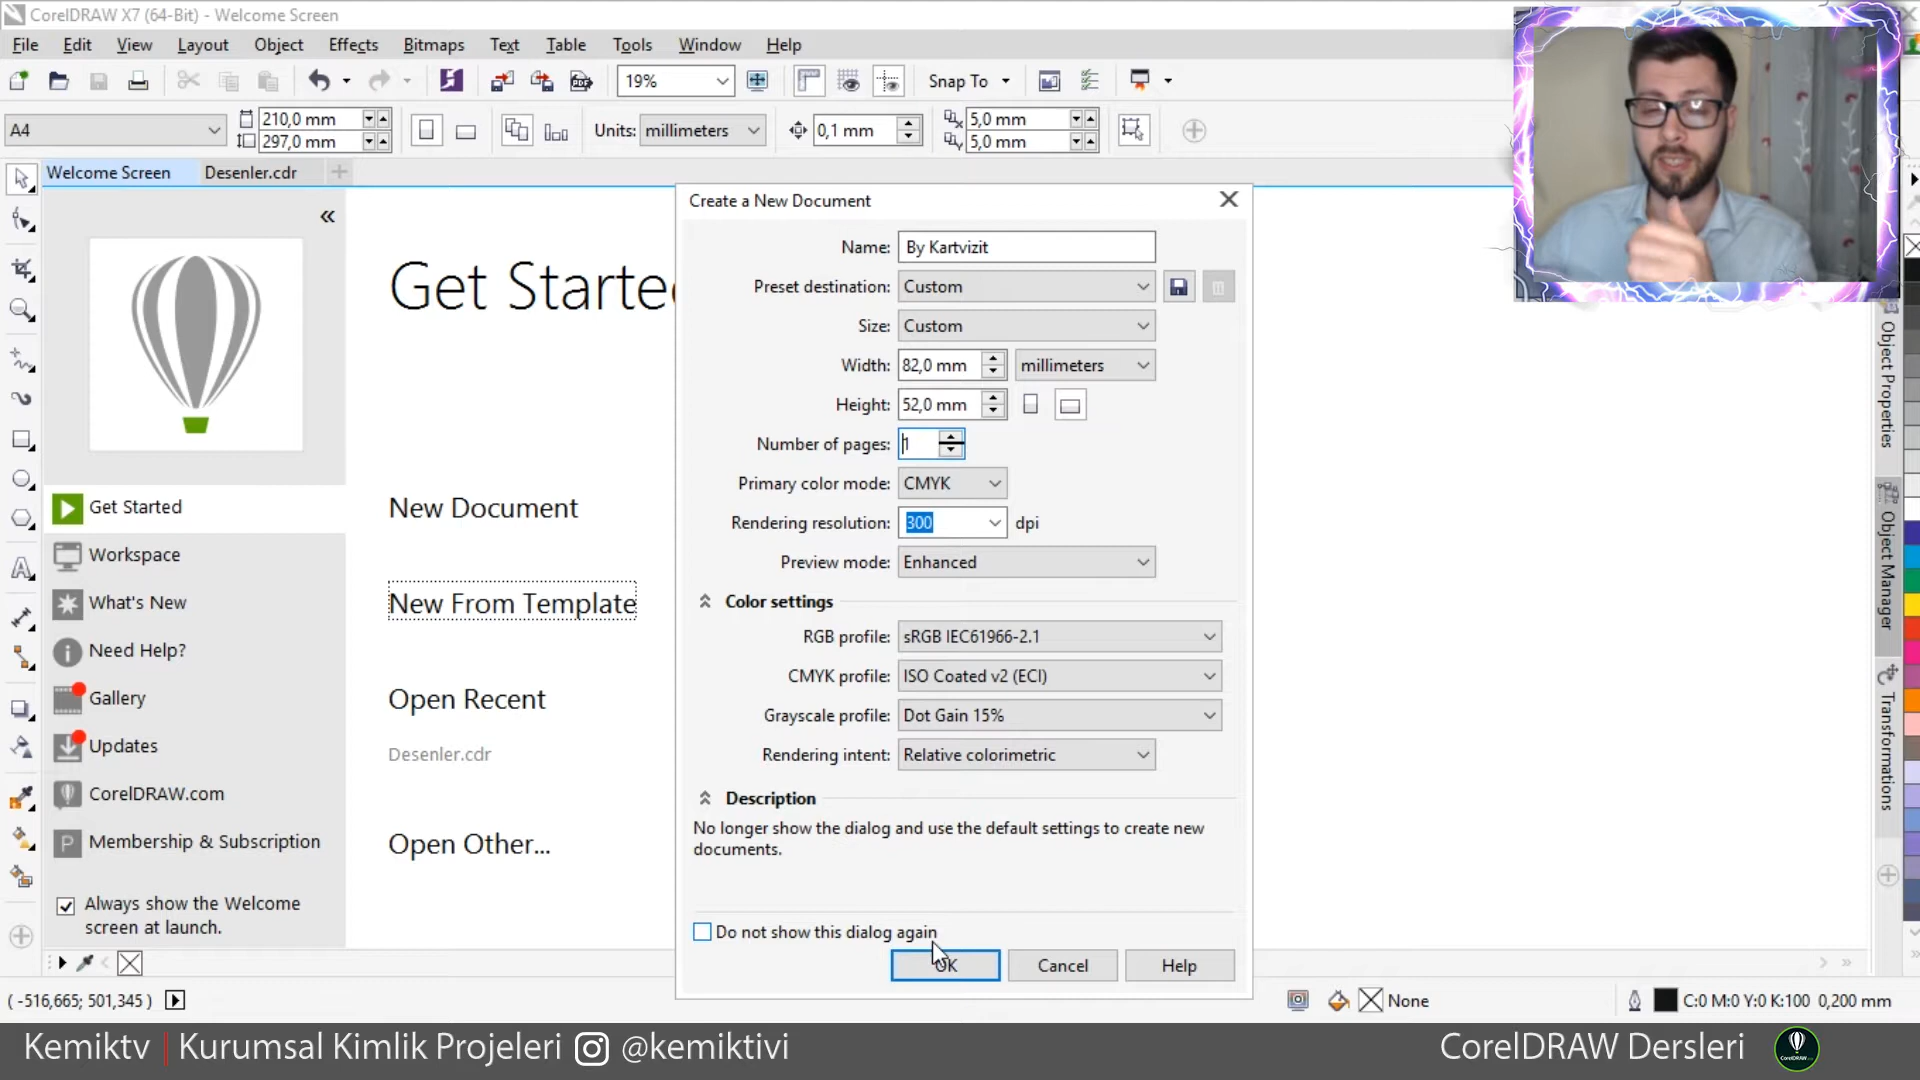 CorelDRAW X7 (64-Bit) - Welcome Screen
File Edit View Layout Object Effects Bitmaps Text Table Tools Window Help
19% Snap To
A4 210,0 mm 297,0 mm Units: millimeters 0,1 mm 5,0 mm 5,0 mm
Welcome Screen Desenler.cdr
Get Starte
New Document
New From Template
Open Recent
Desenler.cdr
Open Other...
Get Started
Workspace
What's New
Need Help?
Gallery
Updates
CorelDRAW.com
Membership & Subscription
Always show the Welcome
screen at launch.
Create a New Document
Name: By Kartvizit
Preset destination: Custom
Size: Custom
Width: 82,0 mm millimeters
Height: 52,0 mm
Number of pages: 1
Primary color mode: CMYK
Rendering resolution: 300 dpi
Preview mode: Enhanced
Color settings
RGB profile: sRGB IEC61966-2.1
CMYK profile: ISO Coated v2 (ECI)
Grayscale profile: Dot Gain 15%
Rendering intent: Relative colorimetric
Description
No longer show the dialog and use the default settings to create new
documents.
Do not show this dialog again
OK Cancel Help
Object Properties
Object Manager
Transformations
( -516,665; 501,345 ) None C:0 M:0 Y:0 K:100 0,200 mm
Kemiktv | Kurumsal Kimlik Projeleri @kemiktivi CorelDRAW Dersleri